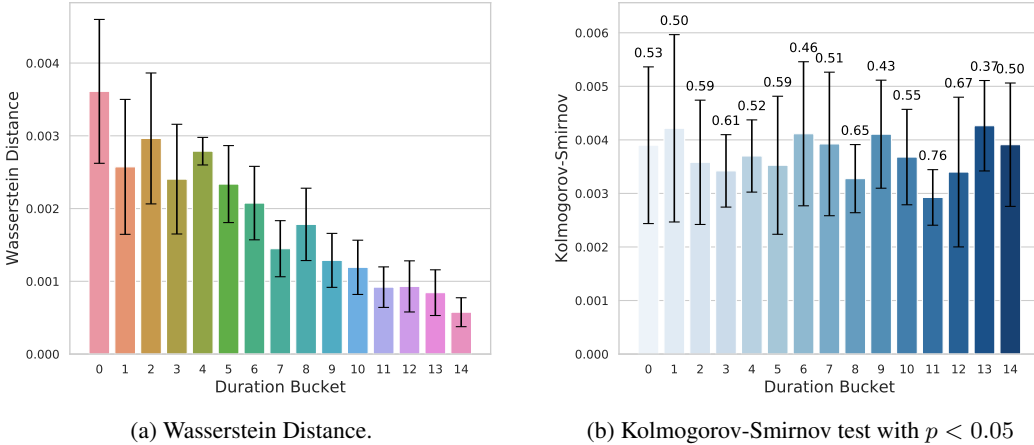 0.004
0.003
0.002
0.001
0.000
Wasserstein Distance
0 1 2 3 4 5 6 7 8 9 10 11 12 13 14
Duration Bucket
(a) Wasserstein Distance.
0.006
0.005
0.004
0.003
0.002
0.001
0.000
Kolmogorov-Smirnov
0.53 0.50 0.59 0.61 0.52 0.59 0.46 0.51 0.65 0.43 0.55 0.76 0.67 0.37 0.50
0 1 2 3 4 5 6 7 8 9 10 11 12 13 14
Duration Bucket
(b) Kolmogorov-Smirnov test with p < 0.05